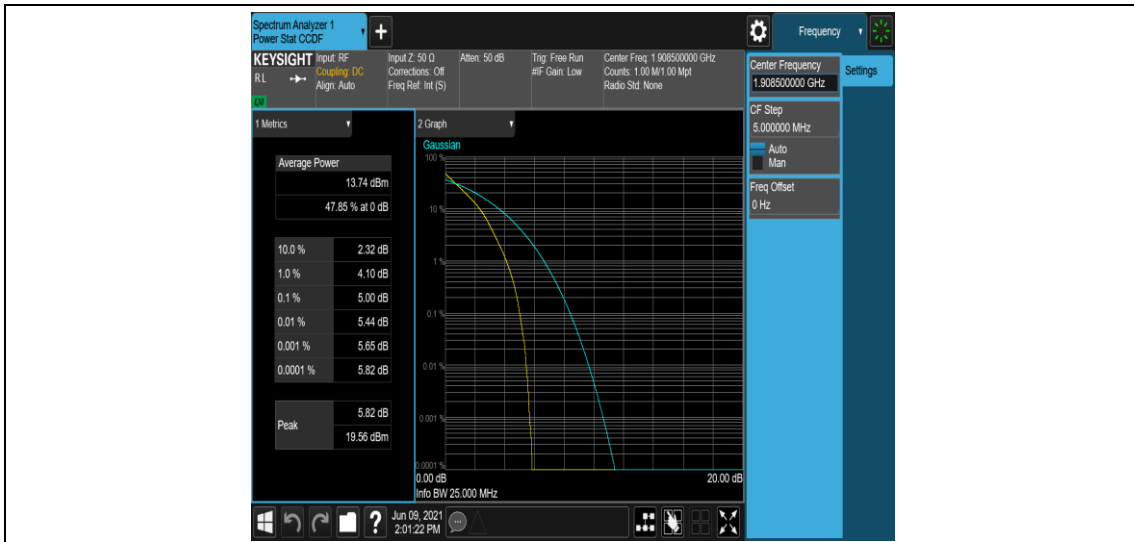 Spectrum Analyzer 1
Power Stat CCDF
+
Frequency
KEYSIGHT
RL
LXI
Input: RF
Coupling: DC
Align: Auto
Input Z: 50 Ω
Corrections: Off
Freq Ref: Int (S)
Atten: 50 dB
Trig: Free Run
#IF Gain: Low
Center Freq: 1.908500000 GHz
Counts: 1.00 M/1.00 Mpt
Radio Std: None
Center Frequency
1.908500000 GHz
Settings
CF Step
5.000000 MHz
Auto
Man
Freq Offset
0 Hz
1 Metrics
Average Power
13.74 dBm
47.85 % at 0 dB
10.0 % 2.32 dB
1.0 % 4.10 dB
0.1 % 5.00 dB
0.01 % 5.44 dB
0.001 % 5.65 dB
0.0001 % 5.82 dB
Peak
5.82 dB
19.56 dBm
2 Graph
Gaussian
100 %
10 %
1 %
0.1 %
0.01 %
0.001 %
0.0001 %
0.00 dB 20.00 dB
Info BW 25.000 MHz
?
Jun 09, 2021
2:01:22 PM